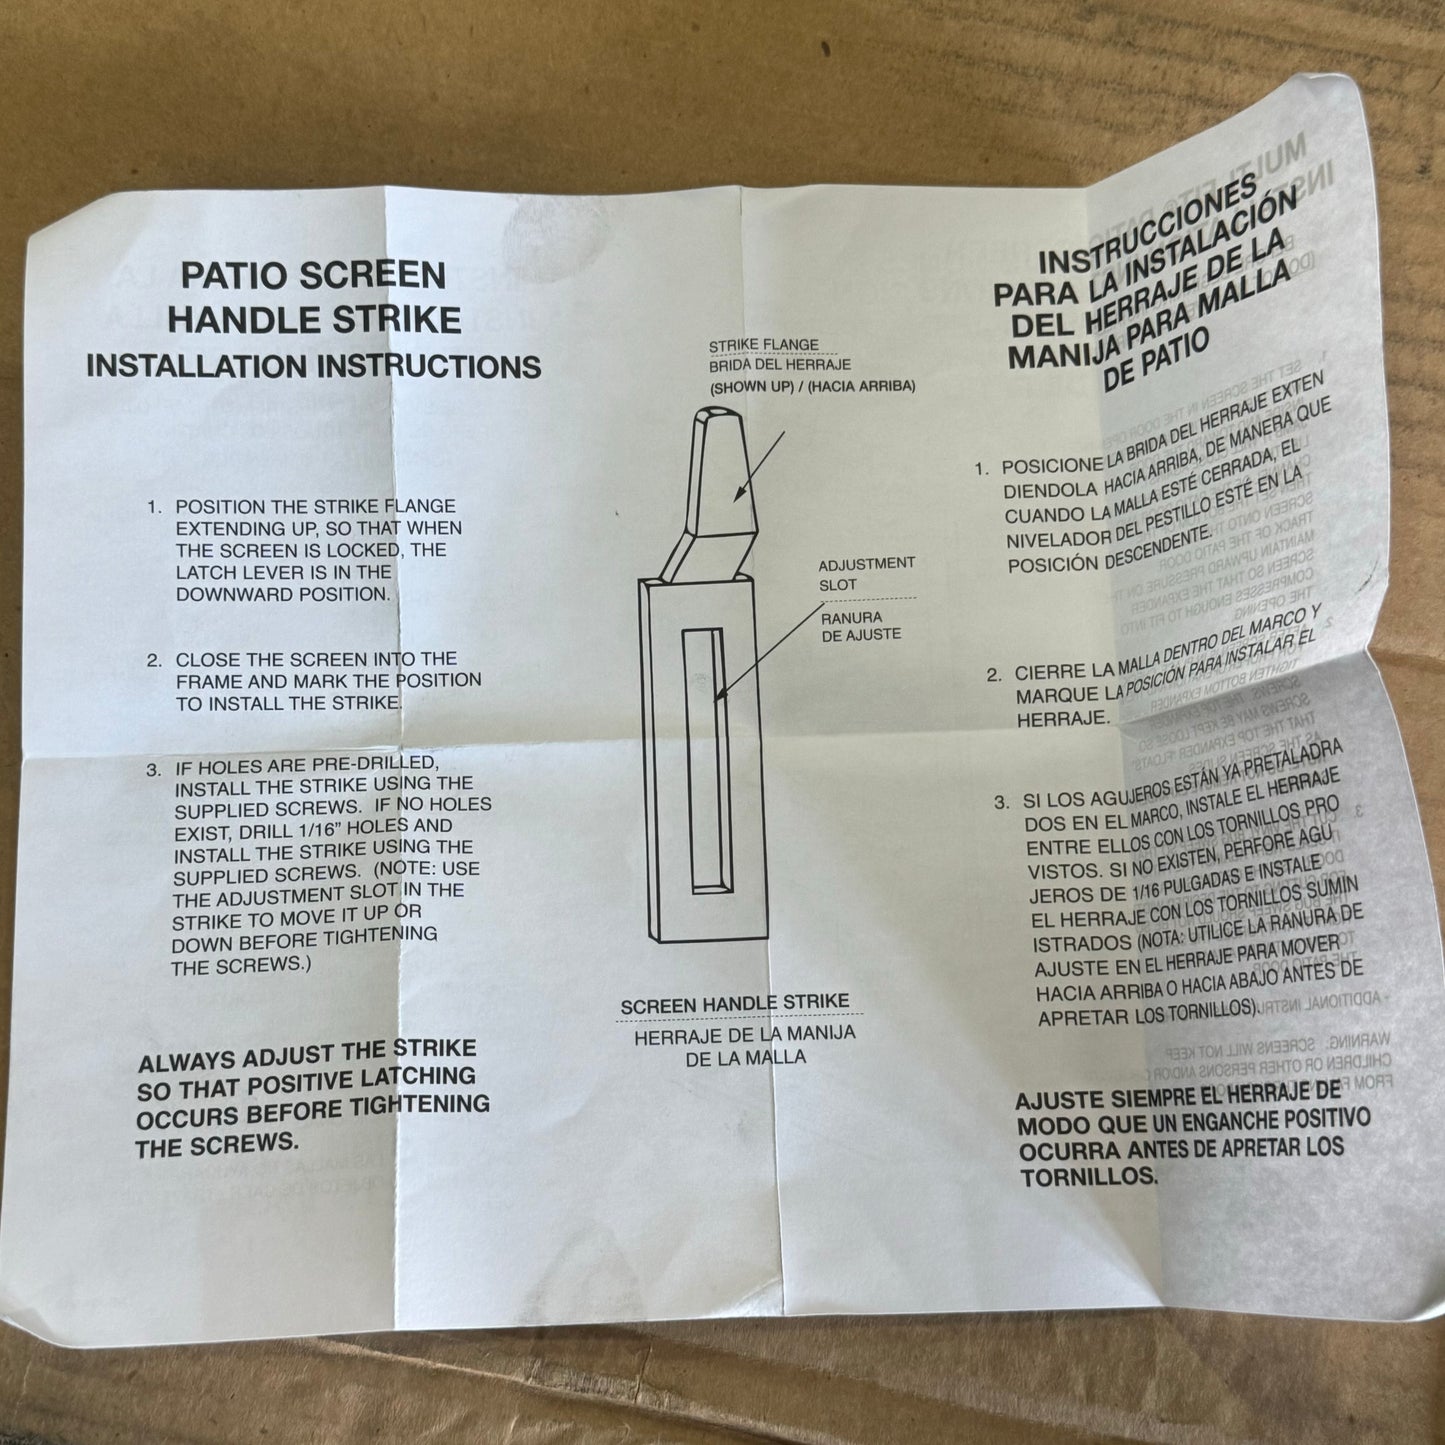 PATIO SCREEN
HANDLE STRIKE
INSTALLATION INSTRUCTIONS
1. POSITION THE STRIKE FLANGE
EXTENDING UP, SO THAT WHEN
THE SCREEN IS LOCKED, THE
LATCH LEVER IS IN THE
DOWNWARD POSITION.
2. CLOSE THE SCREEN INTO THE
FRAME AND MARK THE POSITION
TO INSTALL THE STRIKE.
3. IF HOLES ARE PRE-DRILLED,
INSTALL THE STRIKE USING THE
SUPPLIED SCREWS. IF NO HOLES
EXIST, DRILL 1/16” HOLES AND
INSTALL THE STRIKE USING THE
SUPPLIED SCREWS. (NOTE: USE
THE ADJUSTMENT SLOT IN THE
STRIKE TO MOVE IT UP OR
DOWN BEFORE TIGHTENING
THE SCREWS.)
ALWAYS ADJUST THE STRIKE
SO THAT POSITIVE LATCHING
OCCURS BEFORE TIGHTENING
THE SCREWS.
STRIKE FLANGE
BRIDA DEL HERRAJE
(SHOWN UP) / (HACIA ARRIBA)
ADJUSTMENT
SLOT
RANURA
DE AJUSTE
SCREEN HANDLE STRIKE
HERRAJE DE LA MANIJA
DE LA MALLA
INSTRUCCIONES
PARA LA INSTALACIÓN
DEL HERRAJE DE LA
MANIJA PARA MALLA
DE PATIO
1. POSICIONE LA BRIDA DEL HERRAJE EXTEN
DIENDOLA HACIA ARRIBA, DE MANERA QUE
CUANDO LA MALLA ESTÉ CERRADA, EL
NIVELADOR DEL PESTILLO ESTÉ EN LA
POSICIÓN DESCENDENTE.
2. CIERRE LA MALLA DENTRO DEL MARCO Y
MARQUE LA POSICIÓN PARA INSTALAR EL
HERRAJE.
3. SI LOS AGUJEROS ESTÁN YA PRETALADRA
DOS EN EL MARCO, INSTALE EL HERRAJE
ENTRE ELLOS CON LOS TORNILLOS PRO
VISTOS. SI NO EXISTEN, PERFORE AGU
JEROS DE 1/16 PULGADAS E INSTALE
EL HERRAJE CON LOS TORNILLOS SUMIN
ISTRADOS (NOTA: UTILICE LA RANURA DE
AJUSTE EN EL HERRAJE PARA MOVER
HACIA ARRIBA O HACIA ABAJO ANTES DE
APRETAR LOS TORNILLOS).
AJUSTE SIEMPRE EL HERRAJE DE
MODO QUE UN ENGANCHE POSITIVO
OCURRA ANTES DE APRETAR LOS
TORNILLOS.